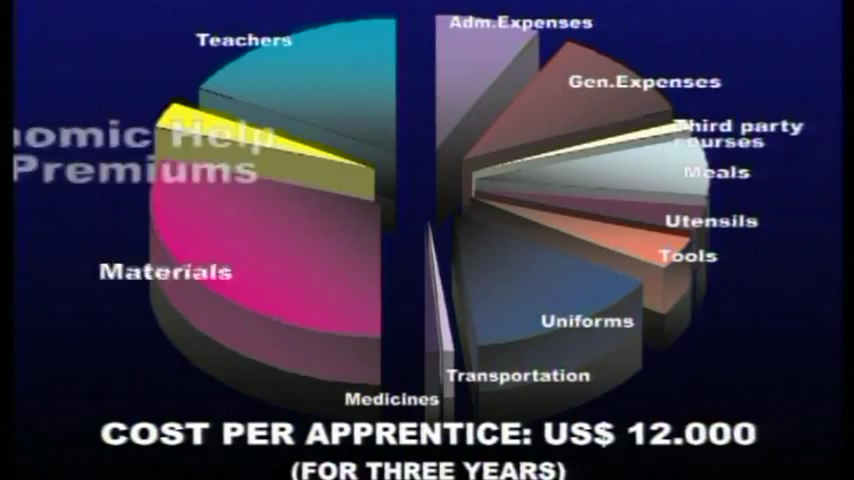 Adm.Expenses
Teachers
Gen.Expenses
Third party
courses
Help
Premiums
Meals
Utensils
Tools
Materials
Uniforms
Transportation
Medicines
COST PER APPRENTICE: US$ 12.000
(FOR THREE YEARS)